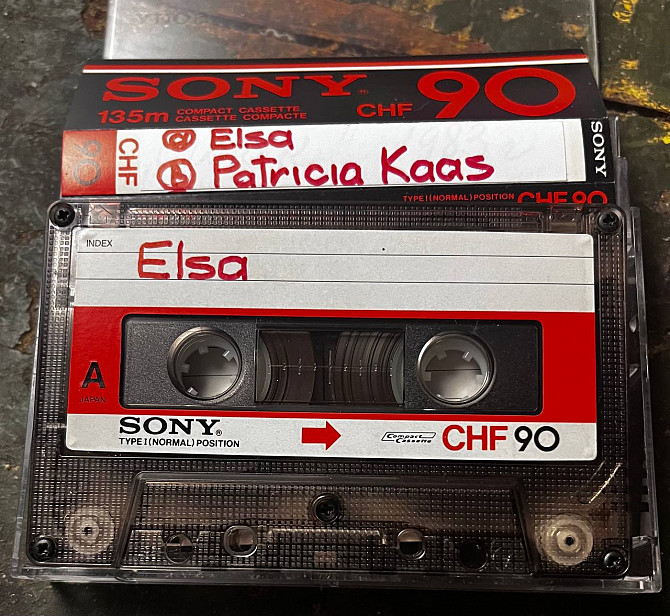 SONY® CHF 90
135m COMPACT CASSETTE
CASSETTE COMPACTE
90 CHF
Ⓐ Elsa
Ⓑ Patricia Kaas
SONY
TYPE I (NORMAL) POSITION CHF 90
INDEX
Elsa
A
JAPAN
SONY®
TYPE I (NORMAL) POSITION
Compact
Cassette
CHF 90